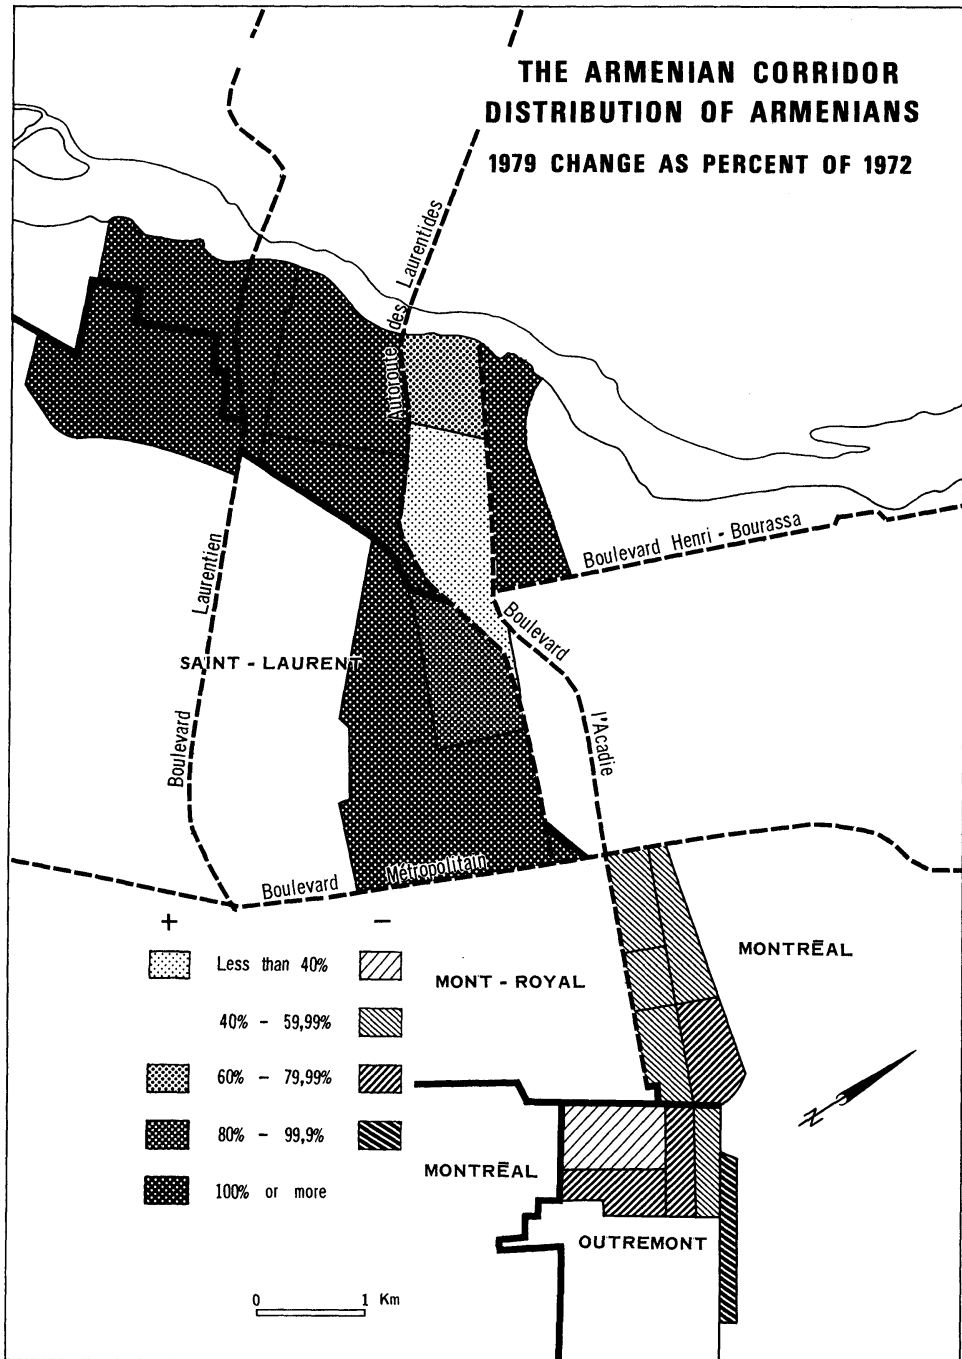 THE ARMENIAN CORRIDOR
DISTRIBUTION OF ARMENIANS
1979 CHANGE AS PERCENT OF 1972
Autoroute des Laurentides
Boulevard Henri - Bourassa
Boulevard Laurentien
SAINT - LAURENT
Boulevard l'Acadie
Boulevard Métropolitain
+ −
Less than 40%
40% - 59,99%
60% - 79,99%
80% - 99,9%
100% or more
MONT - ROYAL
MONTRĒAL
N
MONTRĒAL
OUTREMONT
0 1 Km